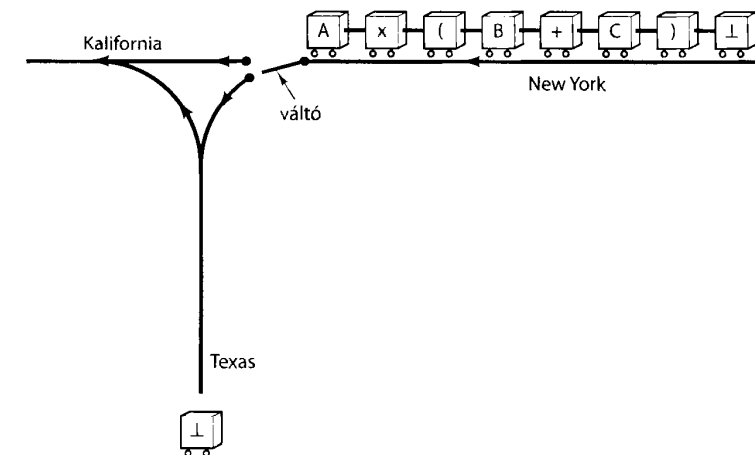 A x ( B + C ) ⊥
Kalifornia
New York
váltó
Texas
⊥